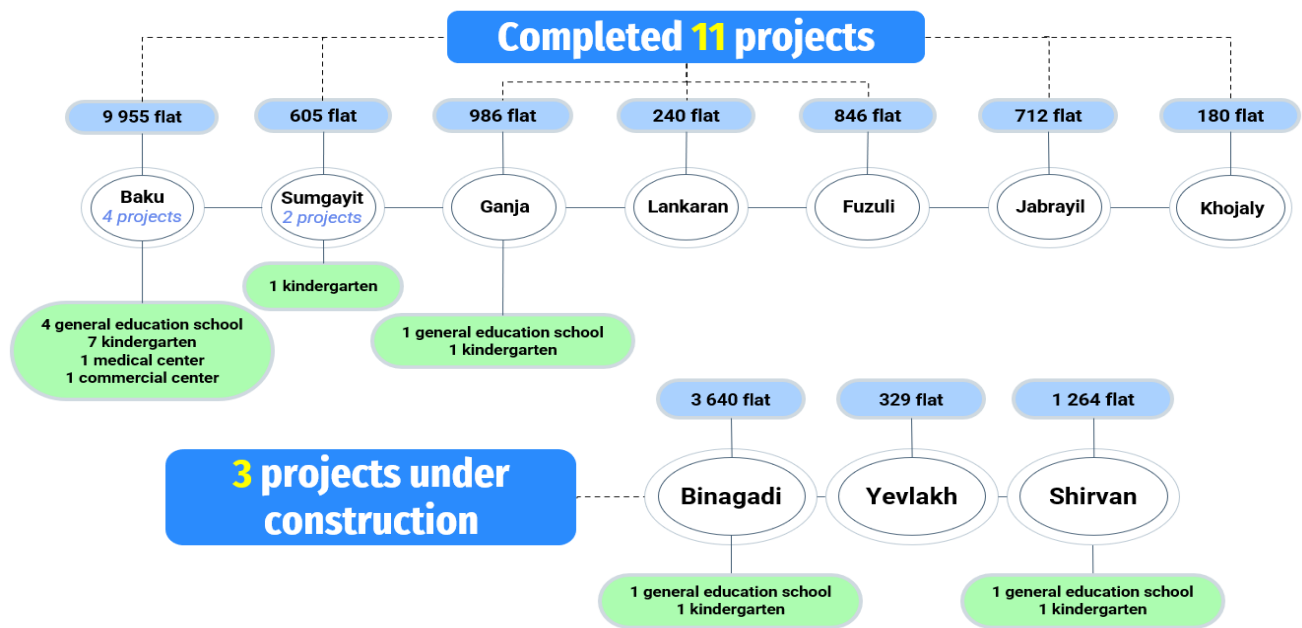 Completed 11 projects
9 955 flat
605 flat
986 flat
240 flat
846 flat
712 flat
180 flat
Baku
4 projects
Sumgayit
2 projects
Ganja
Lankaran
Fuzuli
Jabrayil
Khojaly
1 kindergarten
4 general education school
7 kindergarten
1 medical center
1 commercial center
1 general education school
1 kindergarten
3 projects under
construction
3 640 flat
329 flat
1 264 flat
Binagadi
Yevlakh
Shirvan
1 general education school
1 kindergarten
1 general education school
1 kindergarten